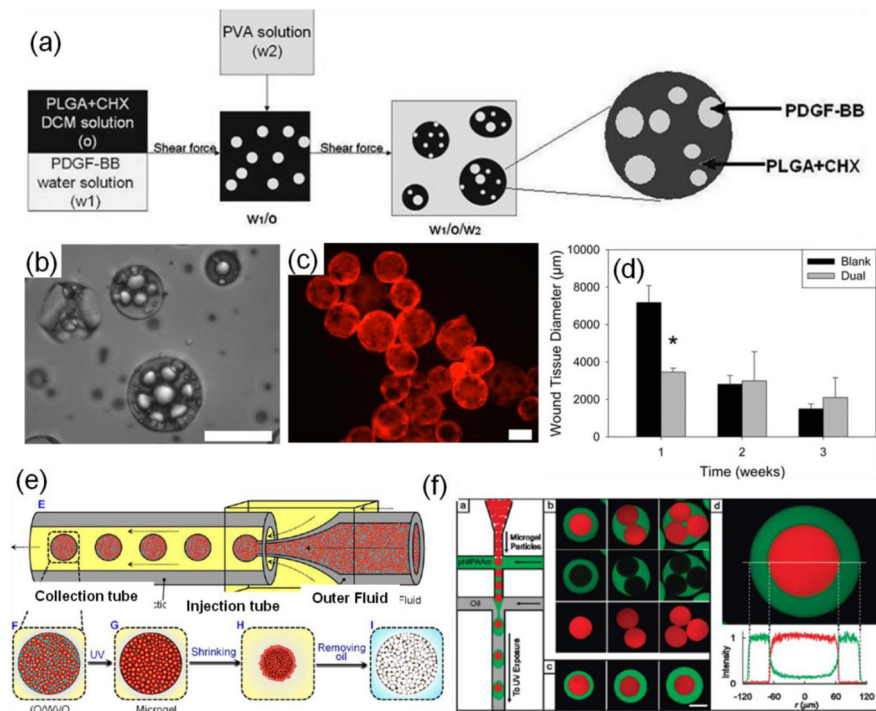 (a)
PVA solution
(w2)
PLGA+CHX
DCM solution
(o)
PDGF-BB
water solution
(w1)
Shear force
W1/O
Shear force
W1/O/W2
PDGF-BB
PLGA+CHX
(b)
(c)
(d)
Wound Tissue Diameter (μm)
10000
8000
6000
4000
2000
0
Blank
Dual
*
1
2
3
Time (weeks)
(e)
E
Collection tube
Injection tube
Outer Fluid
Fluid
F
UV
G
Shrinking
H
Removing
oil
I
(O/W)/O
Microgel
(f)
a
Microgel
Particles
pNIPAAm
Oil
To UV Exposure
b
c
d
Intensity
1
0
-120
-60
0
60
120
r (μm)